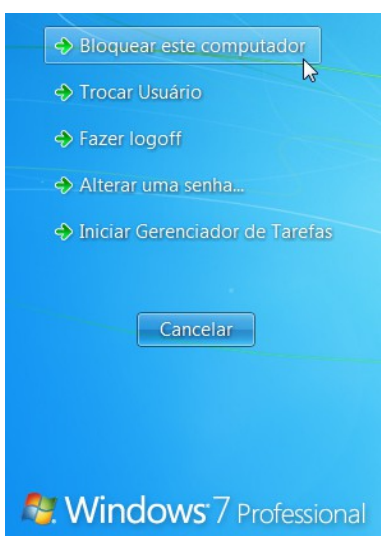 Bloquear este computador
Trocar Usuário
Fazer logoff
Alterar uma senha...
Iniciar Gerenciador de Tarefas
Cancelar
Windows 7 Professional